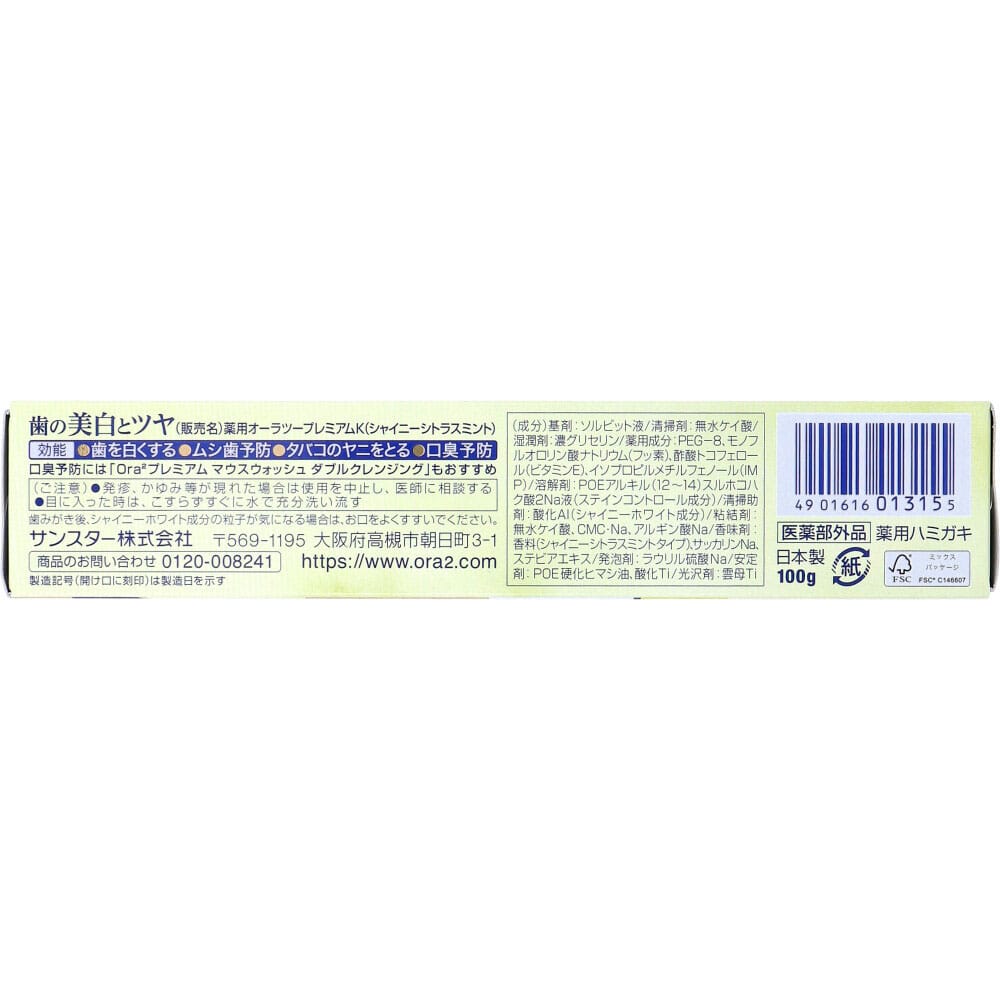 歯の美白とツヤ(販売名)薬用オーラツープレミアムK(シャイニーシトラスミント)
効能 ●歯を白くする●ムシ歯予防●タバコのヤニをとる●口臭予防
口臭予防には「Ora²プレミアム マウスウォッシュ ダブルクレンジング」もおすすめ
(ご注意)●発疹、かゆみ等が現れた場合は使用を中止し、医師に相談する
●目に入った時は、こすらずすぐに水で充分洗い流す
歯みがき後、シャイニーホワイト成分の粒子が気になる場合は、お口をよくすすいでください。
サンスター株式会社 〒569-1195 大阪府高槻市朝日町3-1
商品のお問い合わせ 0120-008241 https://www.ora2.com
製造記号(開ケ口に刻印)は製造日を示す
(成分)基剤:ソルビット液/清掃剤:無水ケイ酸/
湿潤剤:濃グリセリン/薬用成分:PEG-8、モノフ
ルオロリン酸ナトリウム(フッ素)、酢酸トコフェロー
ル(ビタミンE)、イソプロピルメチルフェノール(IM
P)/溶解剤:POEアルキル(12~14)スルホコハ
ク酸2Na液(ステインコントロール成分)/清掃助
剤:酸化Al(シャイニーホワイト成分)/粘結剤:
無水ケイ酸、CMC・Na、アルギン酸Na/香味剤:
香料(シャイニーシトラスミントタイプ)、サッカリンNa、
ステビアエキス/発泡剤:ラウリル硫酸Na/安定
剤:POE硬化ヒマシ油、酸化Ti/光沢剤:雲母Ti
4 901616 013155
医薬部外品 薬用ハミガキ
日本製
100g
紙
FSC
ミックス
パッケージ
FSC® C146607